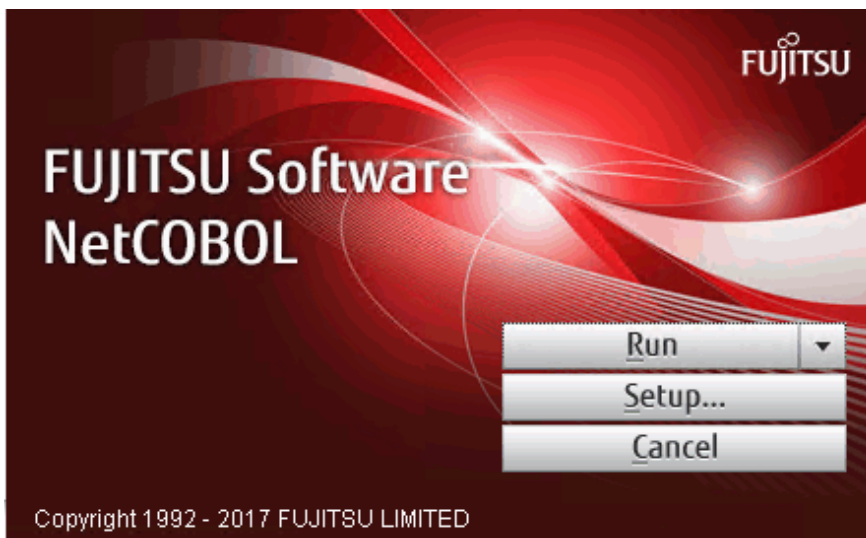 FUJITSU
FUJITSU Software
NetCOBOL
Run
Setup...
Cancel
Copyright 1992 - 2017 FUJITSU LIMITED